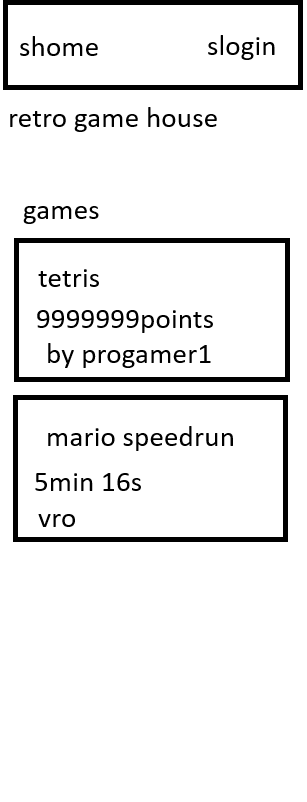 shome slogin
retro game house
games
tetris
9999999points
by progamer1
mario speedrun
5min 16s
vro